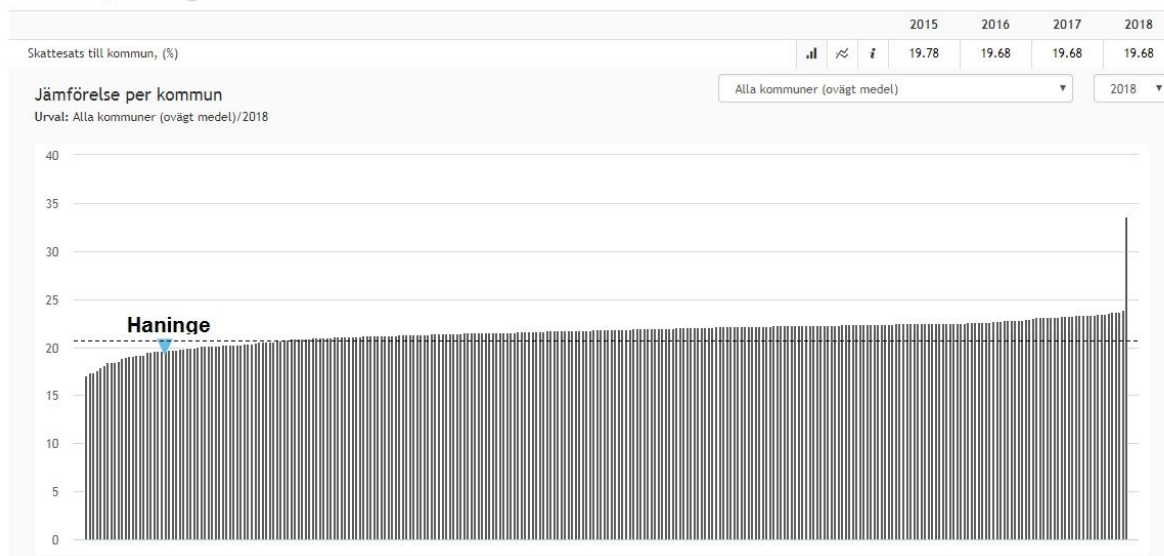 2015 2016 2017 2018
Skattesats till kommun, (%) i 19.78 19.68 19.68 19.68
Jämförelse per kommun
Alla kommuner (ovägt medel) 2018
Urval: Alla kommuner (ovägt medel)/2018
40
35
30
25
Haninge
20
15
10
5
0